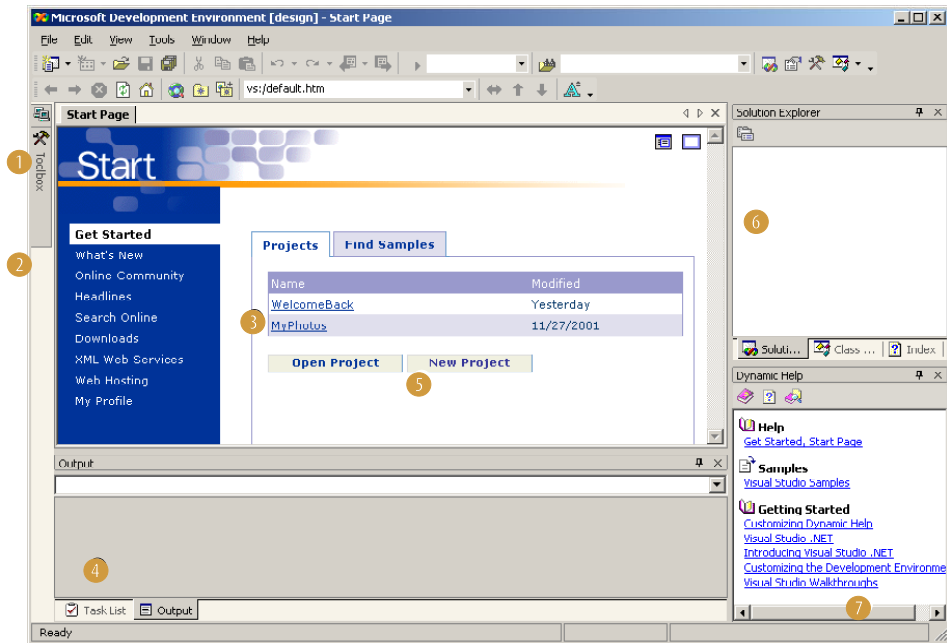 Microsoft Development Environment [design] - Start Page
File Edit View Tools Window Help
vs:/default.htm
Start Page
Solution Explorer
1
Toolbox
Start
6
Get Started
What's New
Online Community
Headlines
Search Online
Downloads
XML Web Services
Web Hosting
My Profile
2
Projects Find Samples
Name Modified
WelcomeBack Yesterday
3
MyPhotos 11/27/2001
Open Project New Project
5
Soluti... Class ... Index
Dynamic Help
Help
Get Started, Start Page
Samples
Visual Studio Samples
Getting Started
Customizing Dynamic Help
Visual Studio .NET
Introducing Visual Studio .NET
Customizing the Development Environme
Visual Studio Walkthroughs
7
Output
4
Task List Output
Ready